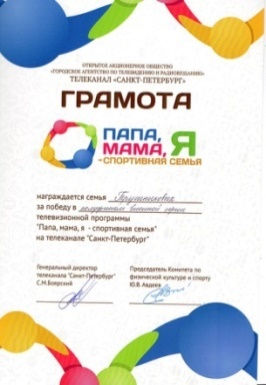 ОТКРЫТОЕ АКЦИОНЕРНОЕ ОБЩЕСТВО
«ГОРОДСКОЕ АГЕНТСТВО ПО ТЕЛЕВИДЕНИЮ И РАДИОВЕЩАНИЮ»
ТЕЛЕКАНАЛ «САНКТ-ПЕТЕРБУРГ»
ГРАМОТА
ПАПА,
МАМА, Я
-СПОРТИВНАЯ СЕМЬЯ
награждается семья
за победу в
телевизионной программы
"Папа, мама, я - спортивная семья"
на телеканале "Санкт-Петербург"
Генеральный директор
телеканала "Санкт-Петербург"
С.М.Боярский
Председатель Комитета по
физической культуре и спорту
Ю.В. Авдеев